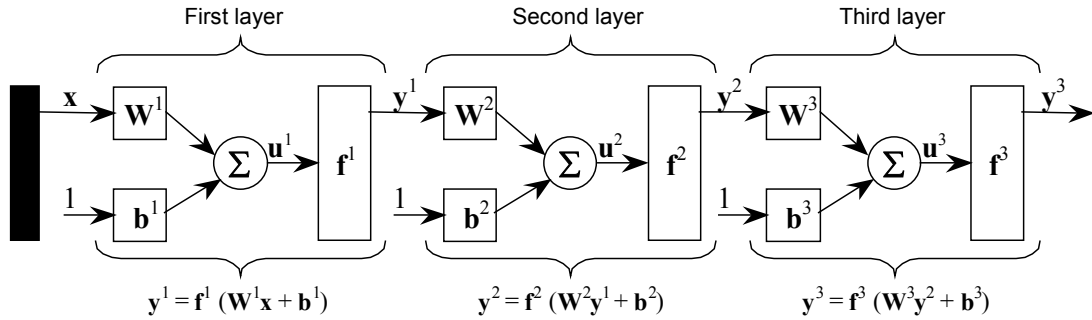 First layer Second layer Third layer
x W¹ Σ u¹ f¹ y¹ W² Σ u² f² y² W³ Σ u³ f³ y³
1 b¹ 1 b² 1 b³
y¹ = f¹ (W¹x + b¹) y² = f² (W²y¹ + b²) y³ = f³ (W³y² + b³)